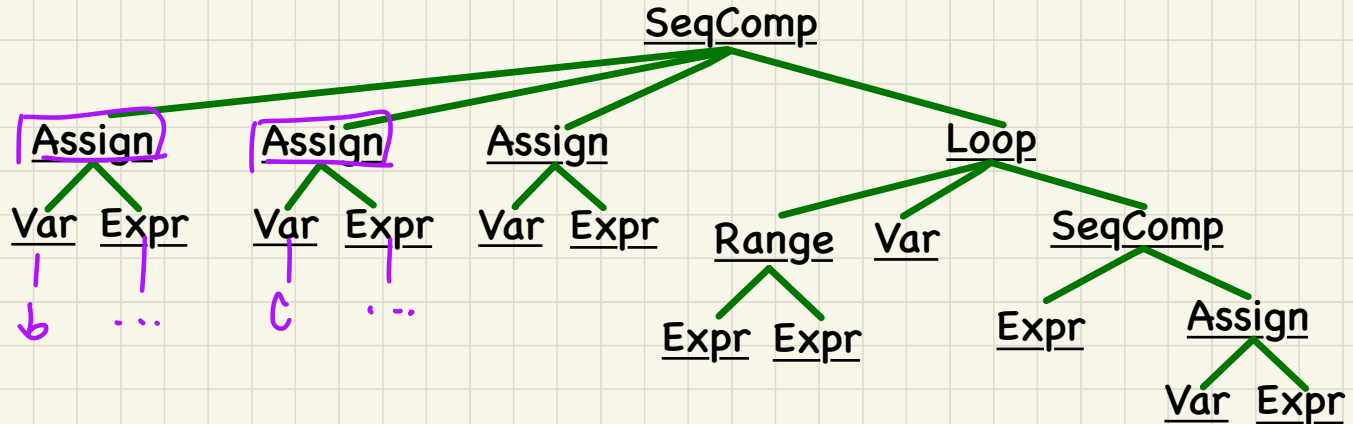 SeqComp
Assign Assign Assign Loop
Var Expr Var Expr Var Expr Range Var SeqComp
b ... c ... Expr Expr Expr Assign
Var Expr